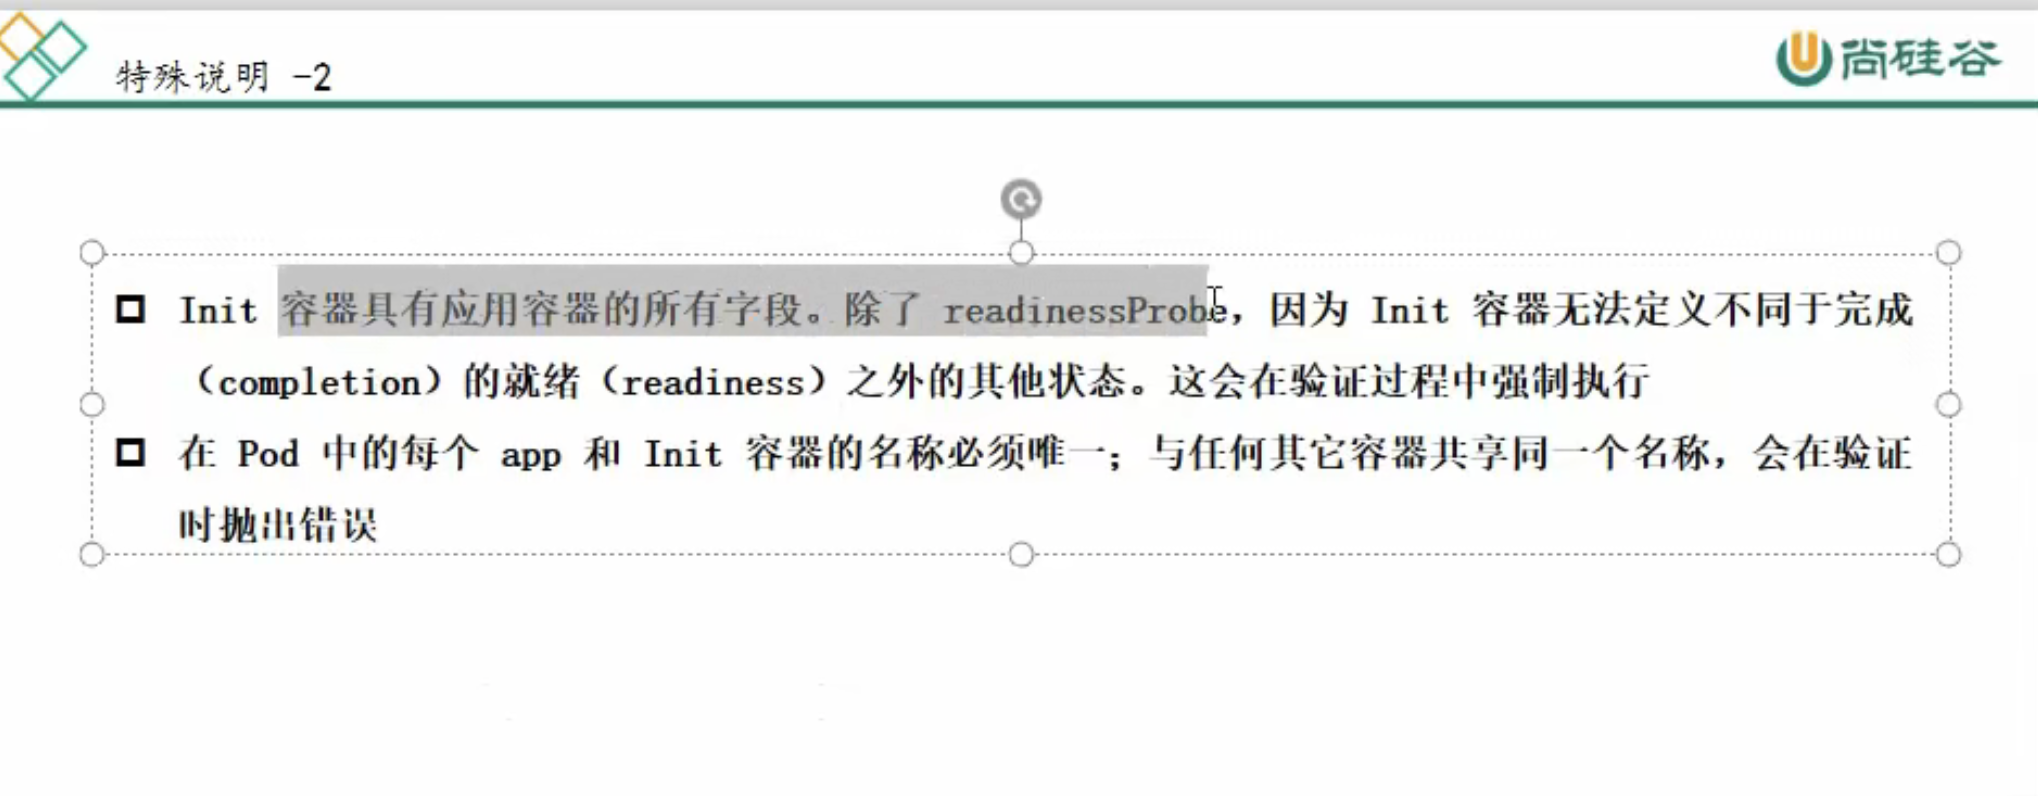 特殊说明 -2
尚硅谷
Init 容器具有应用容器的所有字段。除了 readinessProbe，因为 Init 容器无法定义不同于完成
（completion）的就绪（readiness）之外的其他状态。这会在验证过程中强制执行
在 Pod 中的每个 app 和 Init 容器的名称必须唯一；与任何其它容器共享同一个名称，会在验证
时抛出错误